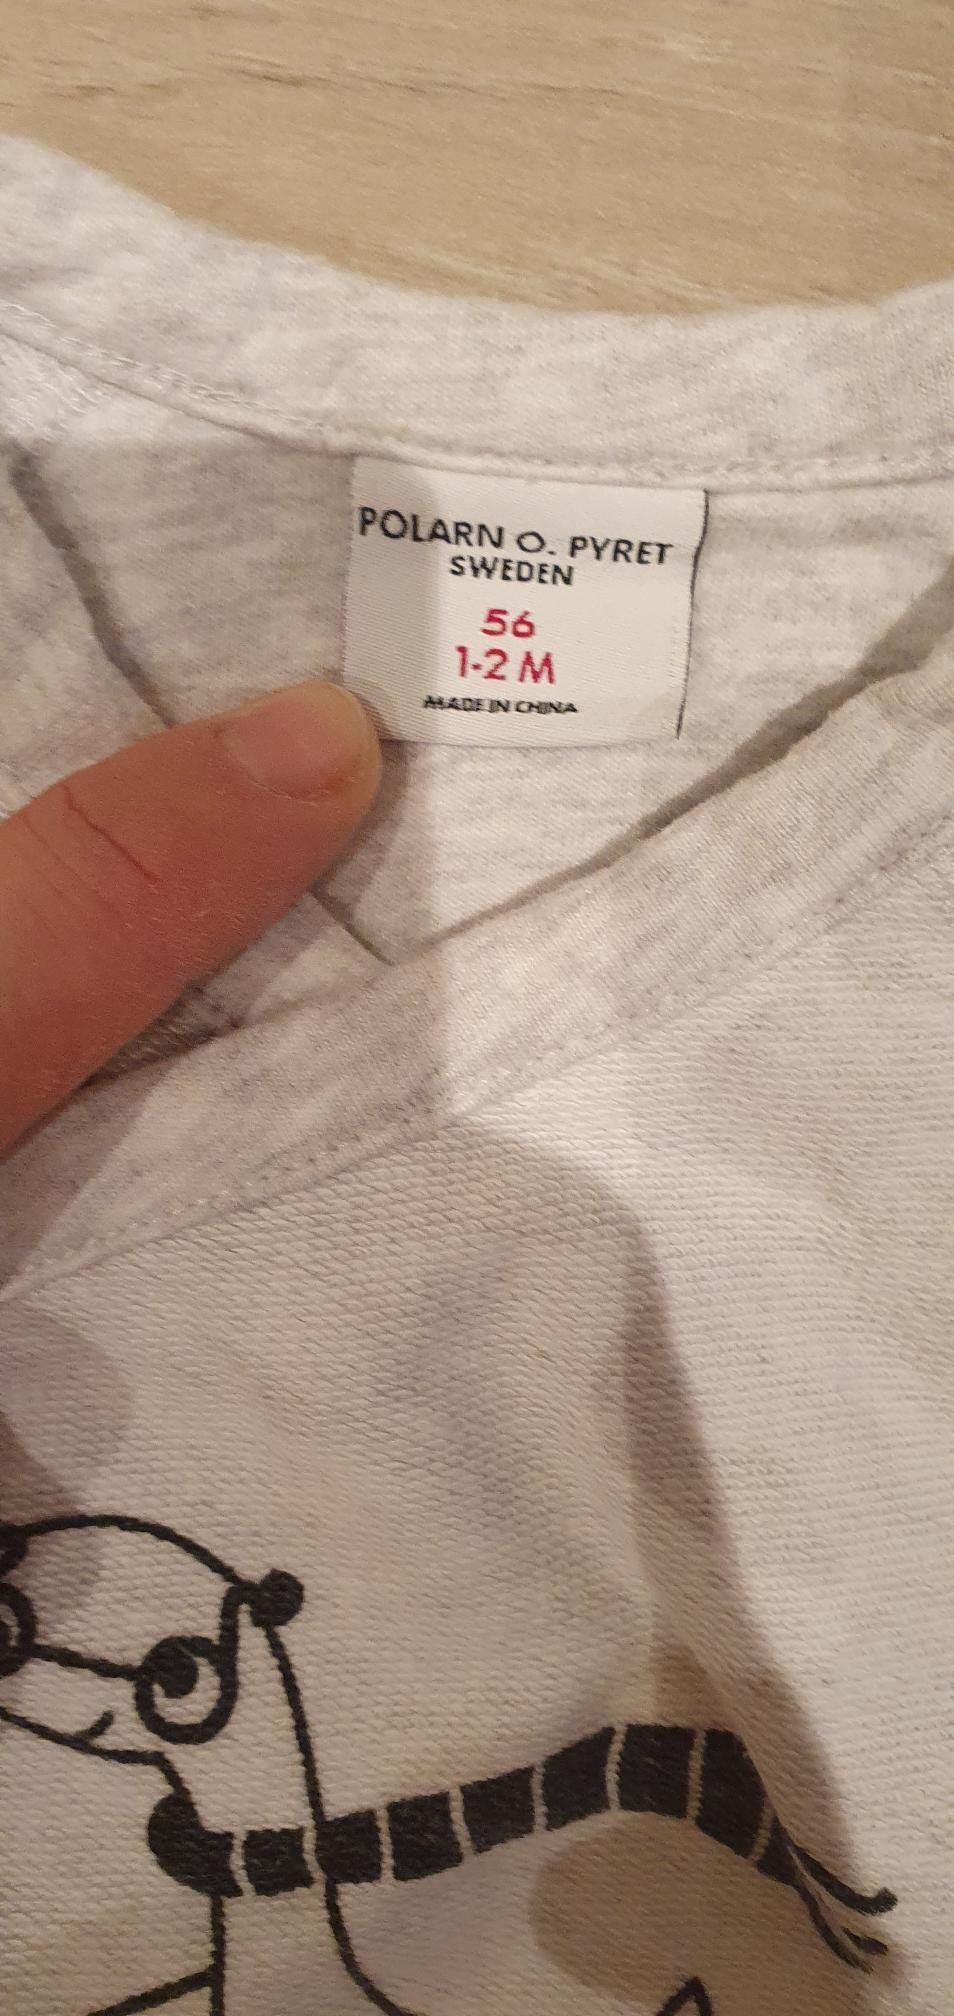 POLARN O. PYRET
SWEDEN
56
1-2 M
MADE IN CHINA